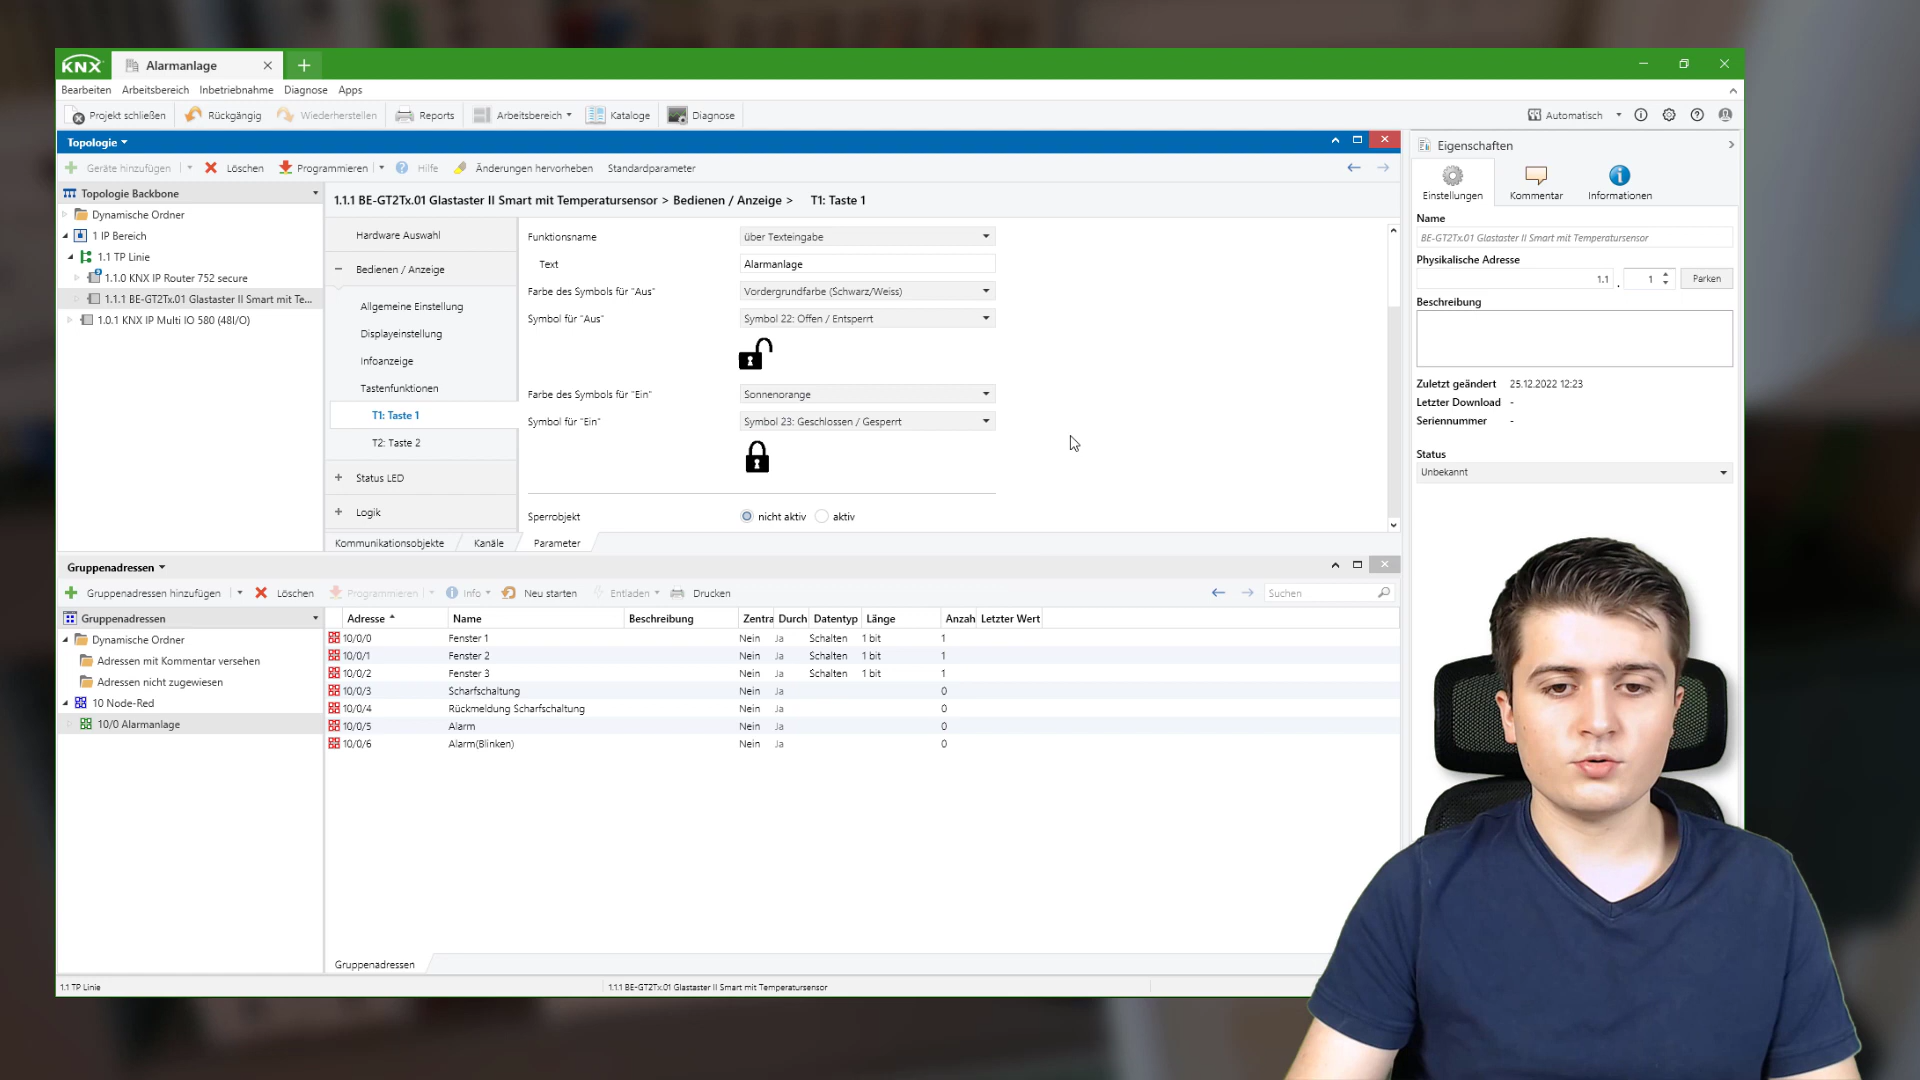 KNX Alarmanlage
Bearbeiten Arbeitsbereich Inbetriebnahme Diagnose Apps
Projekt schließen Rückgängig Wiederherstellen Reports Arbeitsbereich Kataloge Diagnose Automatisch
Topologie
Geräte hinzufügen Löschen Programmieren Hilfe Änderungen hervorheben Standardparameter
Topologie Backbone
Dynamische Ordner
1 IP Bereich
1.1 TP Linie
1.1.0 KNX IP Router 752 secure
1.1.1 BE-GT2Tx.01 Glastaster II Smart mit Te...
1.0.1 KNX IP Multi IO 580 (48I/O)
1.1.1 BE-GT2Tx.01 Glastaster II Smart mit Temperatursensor > Bedienen / Anzeige > T1: Taste 1
Hardware Auswahl
Bedienen / Anzeige
Allgemeine Einstellung
Displayeinstellung
Infoanzeige
Tastenfunktionen
T1: Taste 1
T2: Taste 2
Status LED
Logik
Funktionsname über Texteingabe
Text Alarmanlage
Farbe des Symbols für "Aus" Vordergrundfarbe (Schwarz/Weiss)
Symbol für "Aus" Symbol 22: Offen / Entsperrt
Farbe des Symbols für "Ein" Sonnenorange
Symbol für "Ein" Symbol 23: Geschlossen / Gesperrt
Sperrobjekt nicht aktiv aktiv
Kommunikationsobjekte Kanäle Parameter
Eigenschaften
Einstellungen Kommentar Informationen
Name
BE-GT2Tx.01 Glastaster II Smart mit Temperatursensor
Physikalische Adresse
1.1 . 1 Parken
Beschreibung
Zuletzt geändert 25.12.2022 12:23
Letzter Download -
Seriennummer -
Status
Unbekannt
Gruppenadressen
Gruppenadressen hinzufügen Löschen Programmieren Info Neu starten Entladen Drucken Suchen
Gruppenadressen
Dynamische Ordner
Adressen mit Kommentar versehen
Adressen nicht zugewiesen
10 Node-Red
10/0 Alarmanlage
Adresse Name Beschreibung Zentra Durch Datentyp Länge Anzah Letzter Wert
10/0/0 Fenster 1 Nein Ja Schalten 1 bit 1
10/0/1 Fenster 2 Nein Ja Schalten 1 bit 1
10/0/2 Fenster 3 Nein Ja Schalten 1 bit 1
10/0/3 Scharfschaltung Nein Ja 0
10/0/4 Rückmeldung Scharfschaltung Nein Ja 0
10/0/5 Alarm Nein Ja 0
10/0/6 Alarm(Blinken) Nein Ja 0
Gruppenadressen
1.1 TP Linie 1.1.1 BE-GT2Tx.01 Glastaster II Smart mit Temperatursensor